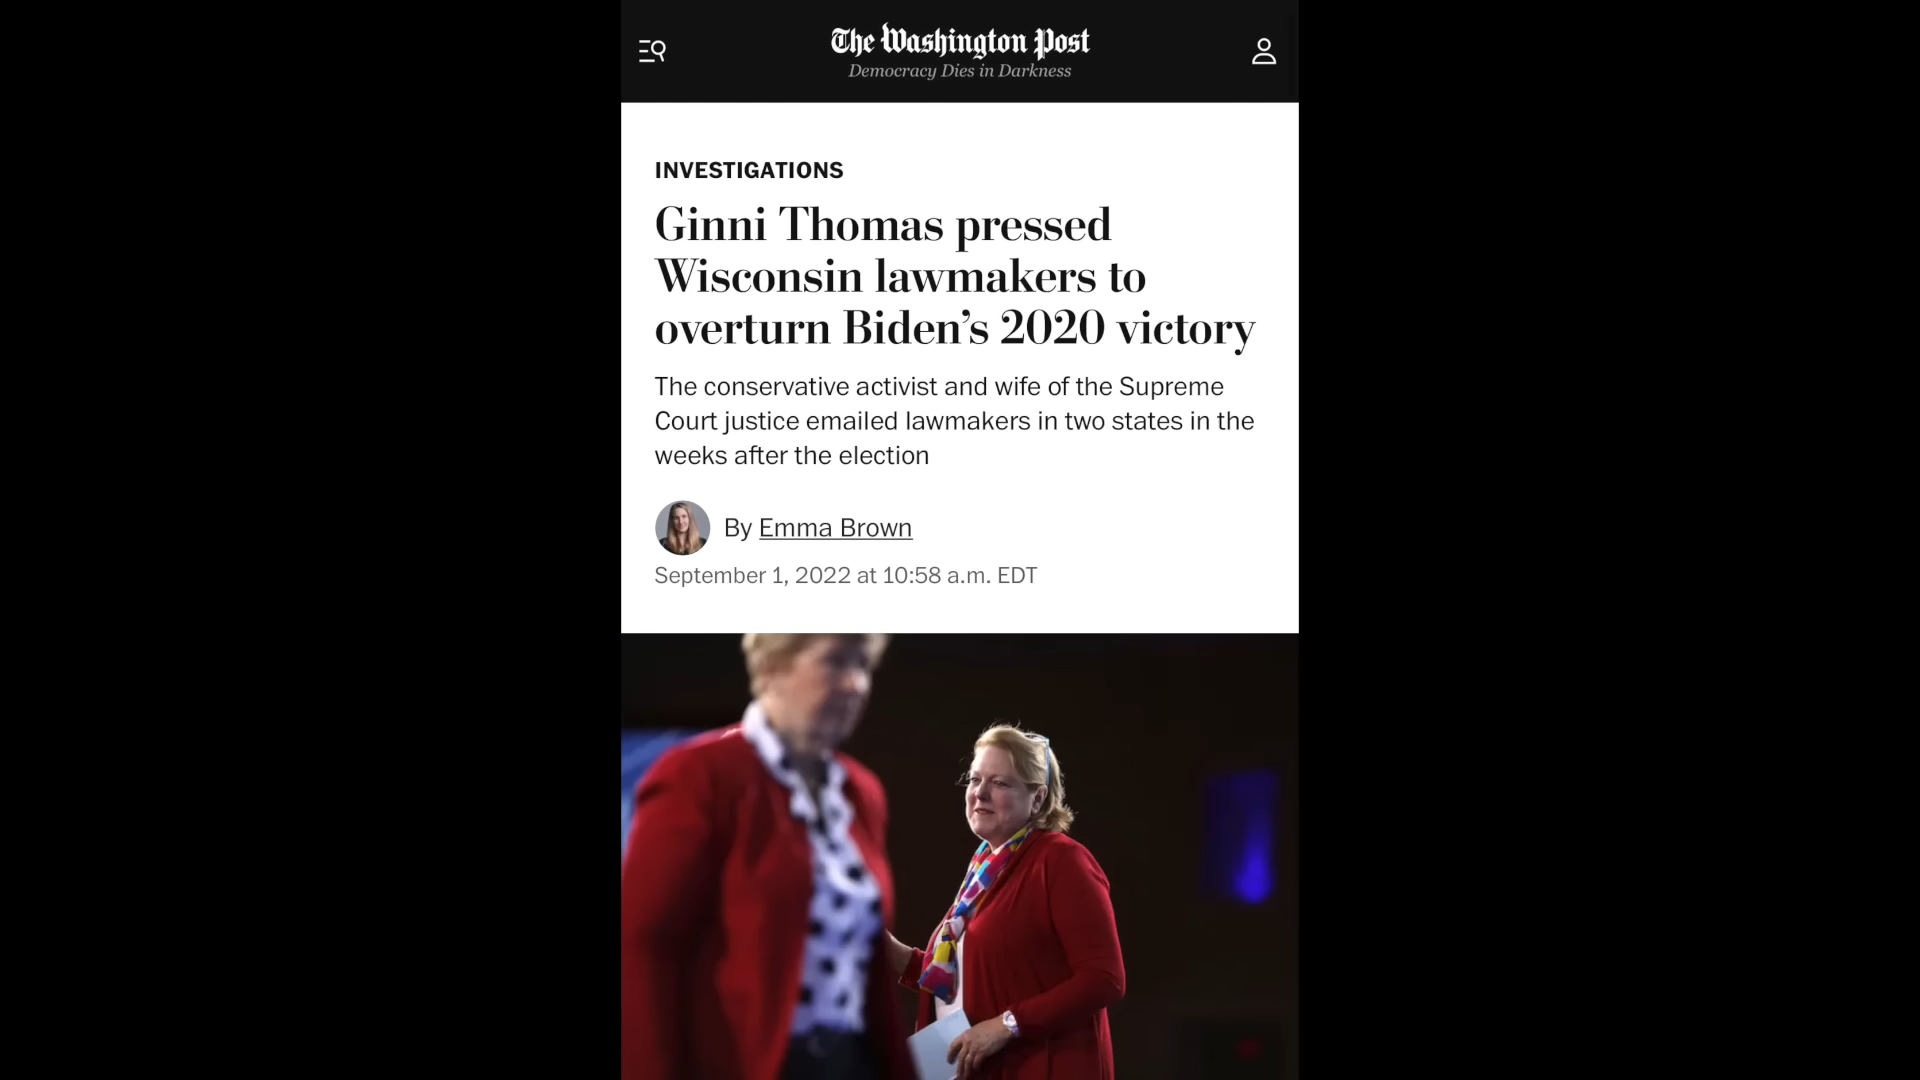 The Washington Post
Democracy Dies in Darkness
INVESTIGATIONS
Ginni Thomas pressed
Wisconsin lawmakers to
overturn Biden’s 2020 victory
The conservative activist and wife of the Supreme
Court justice emailed lawmakers in two states in the
weeks after the election
By Emma Brown
September 1, 2022 at 10:58 a.m. EDT